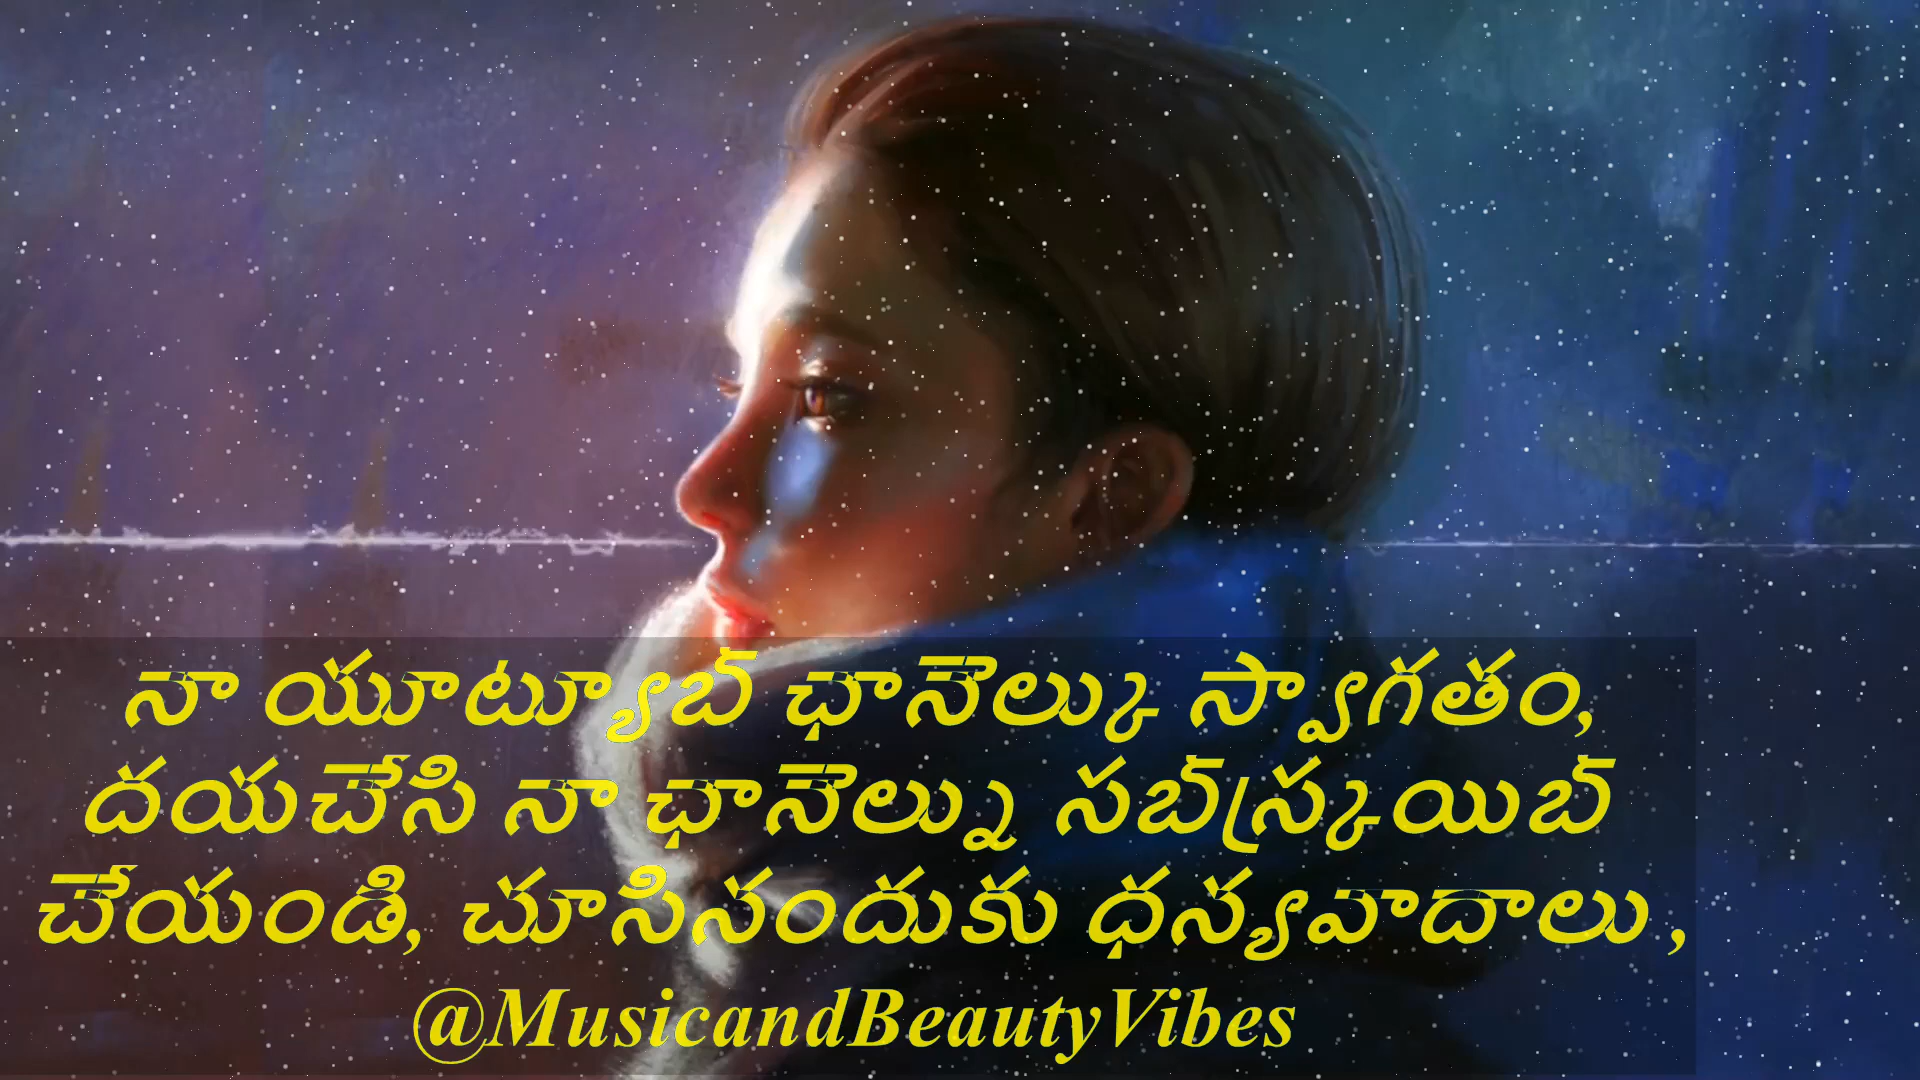 నా యూట్యూబ్ ఛానెల్కు స్వాగతం,
దయచేసి నా ఛానెల్ను సబ్‌స్క్రయిబ్
చేయండి, చూసినందుకు ధన్యవాదాలు ,
@MusicandBeautyVibes